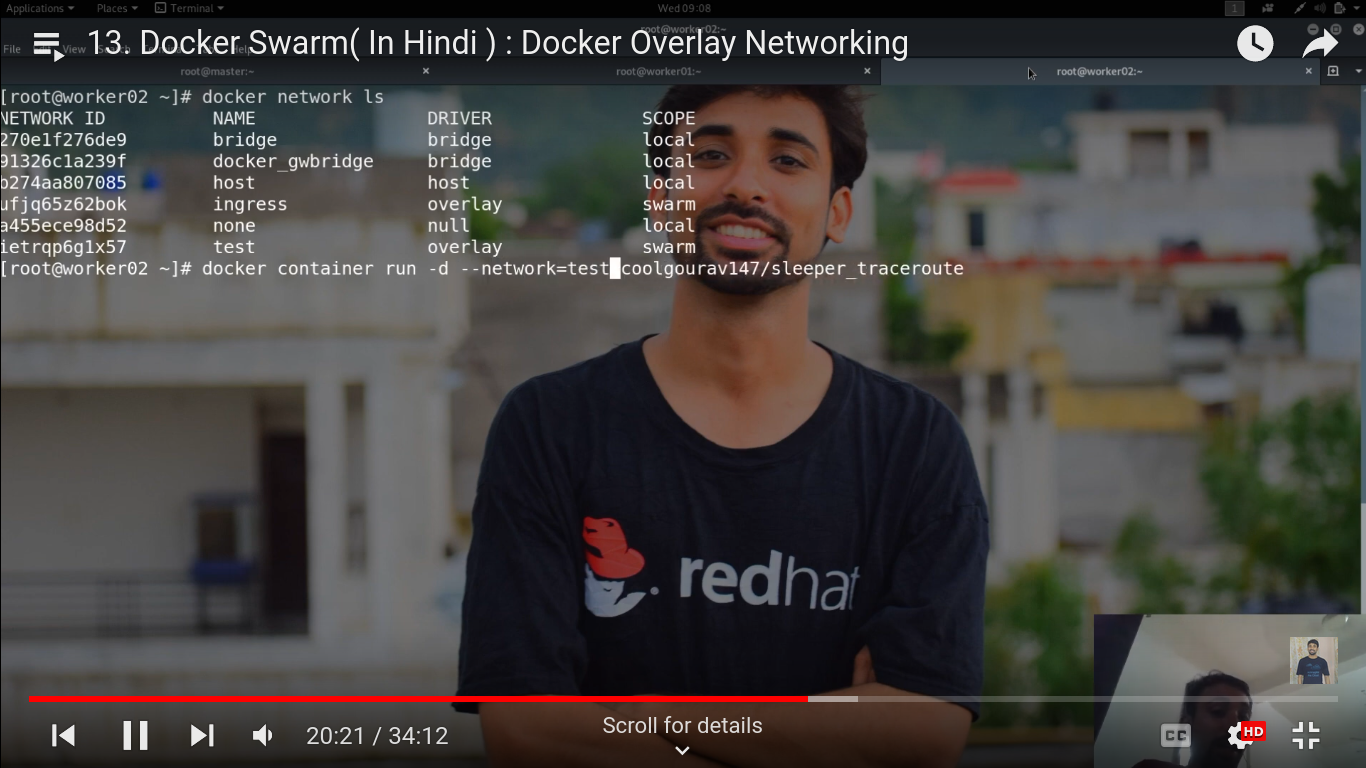 Applications Places Terminal Wed 09:08 1
root@worker02:~
File View Help
13. Docker Swarm( In Hindi ) : Docker Overlay Networking
root@master:~ root@worker01:~ root@worker02:~
[root@worker02 ~]# docker network ls
NETWORK ID NAME DRIVER SCOPE
270e1f276de9 bridge bridge local
91326c1a239f docker_gwbridge bridge local
b274aa807085 host host local
ufjq65z62bok ingress overlay swarm
a455ece98d52 none null local
ietrqp6g1x57 test overlay swarm
[root@worker02 ~]# docker container run -d --network=test coolgourav147/sleeper_traceroute
redhat
20:21 / 34:12
Scroll for details
CC
HD